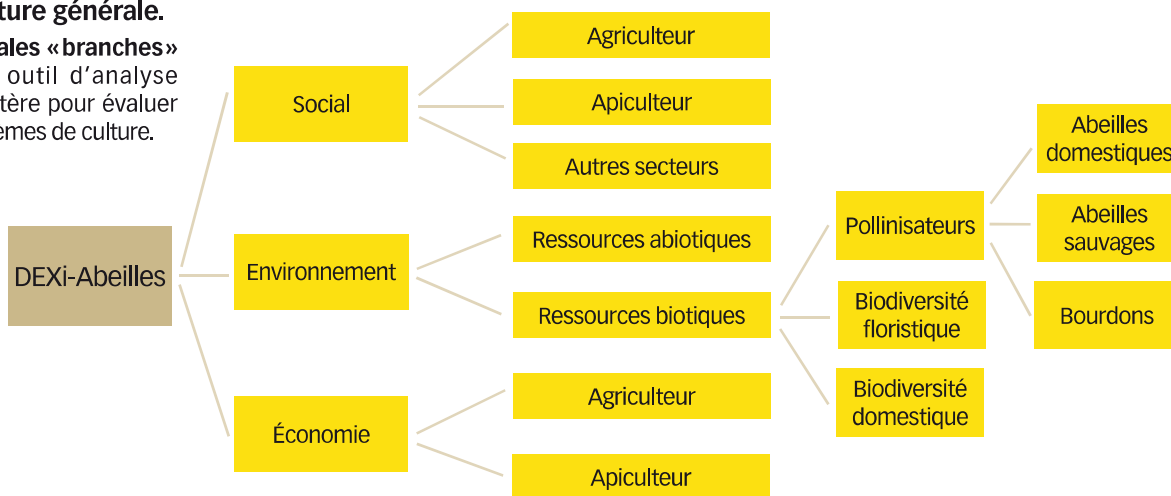 ture générale.
ales «branches»
outil d'analyse
tère pour évaluer
emes de culture.
DEXi-Abeilles
Social
Environnement
Économie
Agriculteur
Apiculteur
Autres secteurs
Ressources abiotiques
Ressources biotiques
Agriculteur
Apiculteur
Pollinisateurs
Biodiversité
floristique
Biodiversité
domestique
Abeilles
domestiques
Abeilles
sauvages
Bourdons